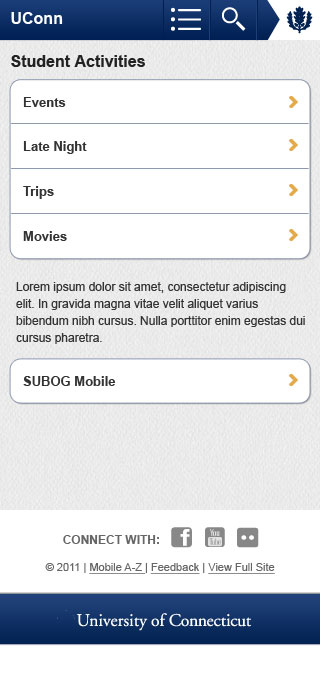 UConn
Student Activities
Events
Late Night
Trips
Movies
Lorem ipsum dolor sit amet, consectetur adipiscing
elit. In gravida magna vitae velit aliquet varius
bibendum nibh cursus. Nulla porttitor enim egestas dui
cursus pharetra.
SUBOG Mobile
CONNECT WITH: f You Tube
© 2011 | Mobile A-Z | Feedback | View Full Site
University of Connecticut